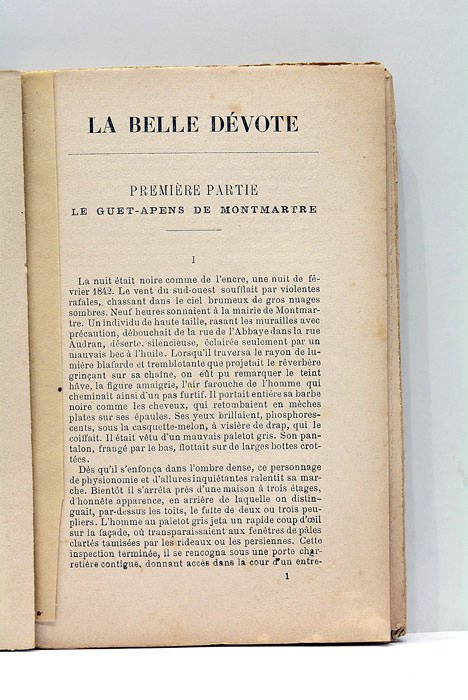 LA BELLE DÉVOTE
PREMIÈRE PARTIE
LE GUET-APENS DE MONTMARTRE
I
La nuit était noire comme de l'encre, une nuit de fé-
vrier 1842. Le vent du sud-ouest soufflait par violentes
rafales, chassant dans le ciel brumeux de gros nuages
sombres. Neuf heures sonnaient à la mairie de Montmar-
tre. Un individu de haute taille, rasant les murailles avec
précaution, débouchait de la rue de l'Abbaye dans la rue
Audran, déserte, silencieuse, éclairée seulement par un
mauvais bec à l'huile. Lorsqu'il traversa le rayon de lu-
mière blafarde et tremblotante que projetait le réverbère
grinçant sur sa chaîne, on eût pu remarquer le teint
hâve, la figure amaigrie, l'air farouche de l'homme qui
cheminait ainsi d'un pas furtif. Il portait entière sa barbe
noire comme les cheveux, qui retombaient en mèches
plates sur ses épaules. Ses yeux brillaient, phosphores-
cents, sous la casquette-melon, à visière de drap, qui le
coiffait. Il était vêtu d'un mauvais paletot gris. Son pan-
talon, frangé par le bas, flottait sur de larges bottes crot-
tées.
Dès qu'il s'enfonça dans l'ombre dense, ce personnage
de physionomie et d'allures inquiétantes ralentit sa mar-
che. Bientôt il s'arrêta près d'une maison à trois étages,
d'honnête apparence, en arrière de laquelle on distin-
guait, par-dessus les toits, le faîte de deux ou trois peu-
pliers. L'homme au paletot gris jeta un rapide coup d'œil
sur la façade, où transparaissaient aux fenêtres de pâles
clartés tamisées par les rideaux ou les persiennes. Cette
inspection terminée, il se rencogna sous une porte char-
retière contiguë, donnant accès dans la cour d'un entre-
1